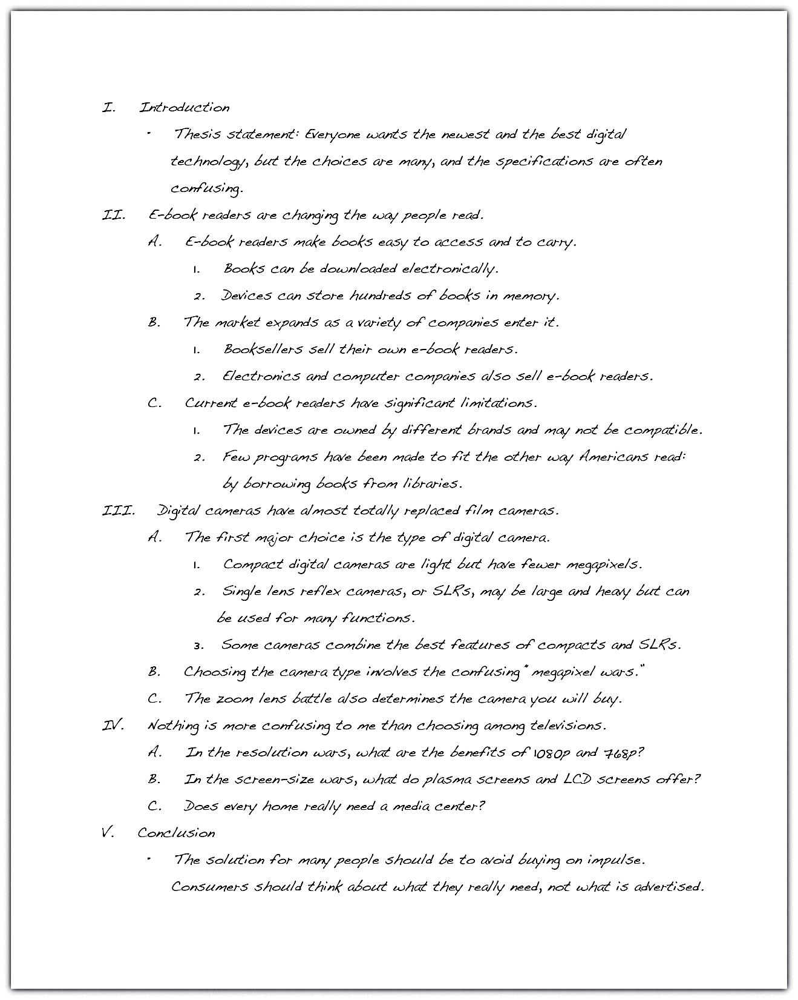 I. Introduction
· Thesis statement: Everyone wants the newest and the best digital
technology, but the choices are many, and the specifications are often
confusing.
II. E-book readers are changing the way people read.
A. E-book readers make books easy to access and to carry.
1. Books can be downloaded electronically.
2. Devices can store hundreds of books in memory.
B. The market expands as a variety of companies enter it.
1. Booksellers sell their own e-book readers.
2. Electronics and computer companies also sell e-book readers.
C. Current e-book readers have significant limitations.
1. The devices are owned by different brands and may not be compatible.
2. Few programs have been made to fit the other way Americans read:
by borrowing books from libraries.
III. Digital cameras have almost totally replaced film cameras.
A. The first major choice is the type of digital camera.
1. Compact digital cameras are light but have fewer megapixels.
2. Single lens reflex cameras, or SLRs, may be large and heavy but can
be used for many functions.
3. Some cameras combine the best features of compacts and SLRs.
B. Choosing the camera type involves the confusing "megapixel wars."
C. The zoom lens battle also determines the camera you will buy.
IV. Nothing is more confusing to me than choosing among televisions.
A. In the resolution wars, what are the benefits of 1080p and 768p?
B. In the screen-size wars, what do plasma screens and LCD screens offer?
C. Does every home really need a media center?
V. Conclusion
· The solution for many people should be to avoid buying on impulse.
Consumers should think about what they really need, not what is advertised.